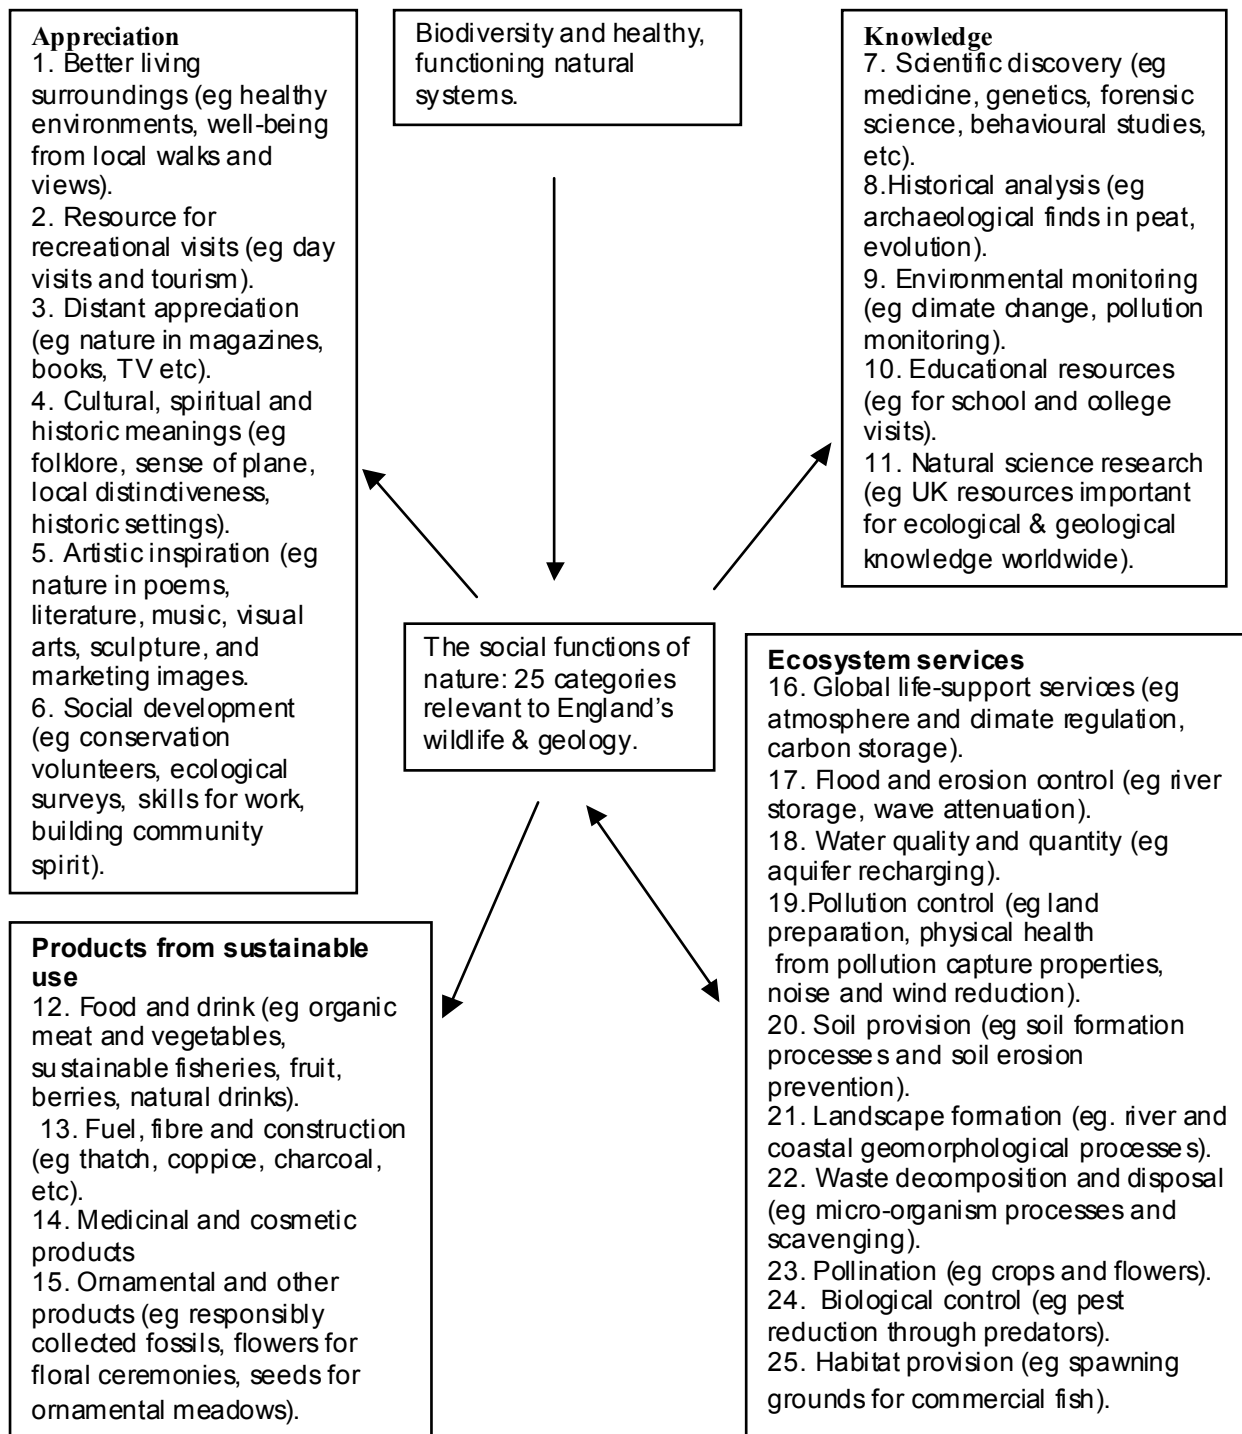 Appreciation
1. Better living
surroundings (eg healthy
environments, well-being
from local walks and
views).
2. Resource for
recreational visits (eg day
visits and tourism).
3. Distant appreciation
(eg nature in magazines,
books, TV etc).
4. Cultural, spiritual and
historic meanings (eg
folklore, sense of plane,
local distinctiveness,
historic settings).
5. Artistic inspiration (eg
nature in poems,
literature, music, visual
arts, sculpture, and
marketing images.
6. Social development
(eg conservation
volunteers, ecological
surveys, skills for work,
building community
spirit).
Biodiversity and healthy,
functioning natural
systems.
Knowledge
7. Scientific discovery (eg
medicine, genetics, forensic
science, behavioural studies,
etc).
8.Historical analysis (eg
archaeological finds in peat,
evolution).
9. Environmental monitoring
(eg climate change, pollution
monitoring).
10. Educational resources
(eg for school and college
visits).
11. Natural science research
(eg UK resources important
for ecological & geological
knowledge worldwide).
The social functions of
nature: 25 categories
relevant to England's
wildlife & geology.
Products from sustainable
use
12. Food and drink (eg organic
meat and vegetables,
sustainable fisheries, fruit,
berries, natural drinks).
13. Fuel, fibre and construction
(eg thatch, coppice, charcoal,
etc).
14. Medicinal and cosmetic
products
15. Ornamental and other
products (eg responsibly
collected fossils, flowers for
floral ceremonies, seeds for
ornamental meadows).
Ecosystem services
16. Global life-support services (eg
atmosphere and climate regulation,
carbon storage).
17. Flood and erosion control (eg river
storage, wave attenuation).
18. Water quality and quantity (eg
aquifer recharging).
19.Pollution control (eg land
preparation, physical health
from pollution capture properties,
noise and wind reduction).
20. Soil provision (eg soil formation
processes and soil erosion
prevention).
21. Landscape formation (eg. river and
coastal geomorphological processes).
22. Waste decomposition and disposal
(eg micro-organism processes and
scavenging).
23. Pollination (eg crops and flowers).
24. Biological control (eg pest
reduction through predators).
25. Habitat provision (eg spawning
grounds for commercial fish).